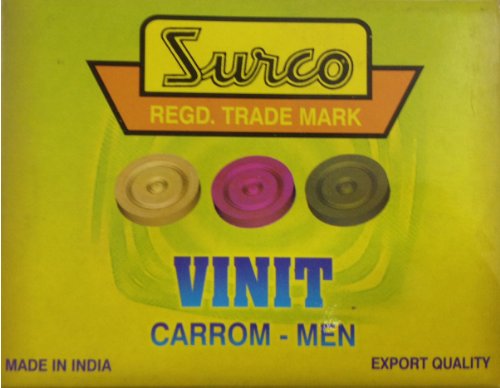 Surco
REGD. TRADE MARK
VINIT
CARROM - MEN
MADE IN INDIA
EXPORT QUALITY